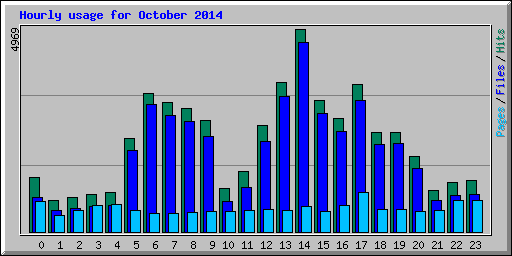 Hourly usage for October 2014
4969
Pages/Files/Hits
0 1 2 3 4 5 6 7 8 9 10 11 12 13 14 15 16 17 18 19 20 21 22 23